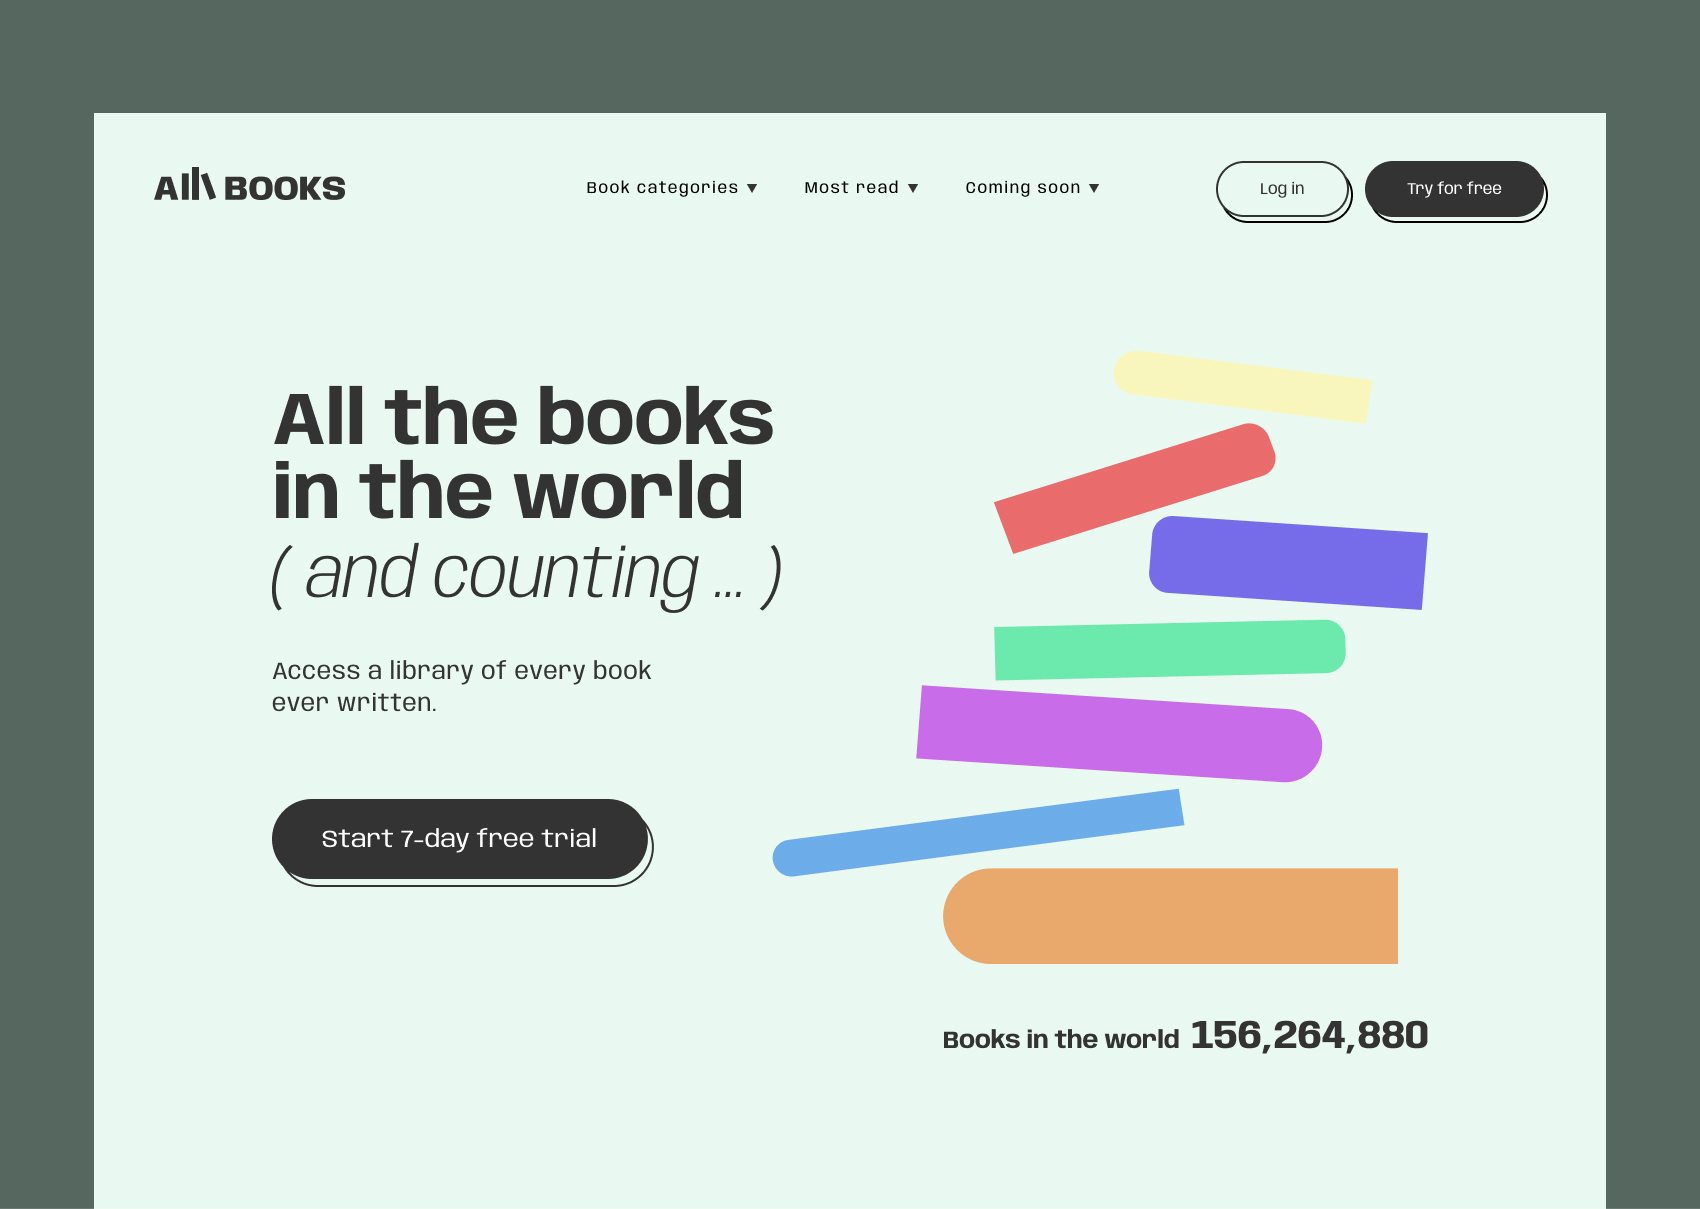 All BOOKS
Book categories ▼
Most read ▼
Coming soon ▼
Log in
Try for free
All the books
in the world
( and counting ... )
Access a library of every book
ever written.
Start 7-day free trial
Books in the world 156,264,880